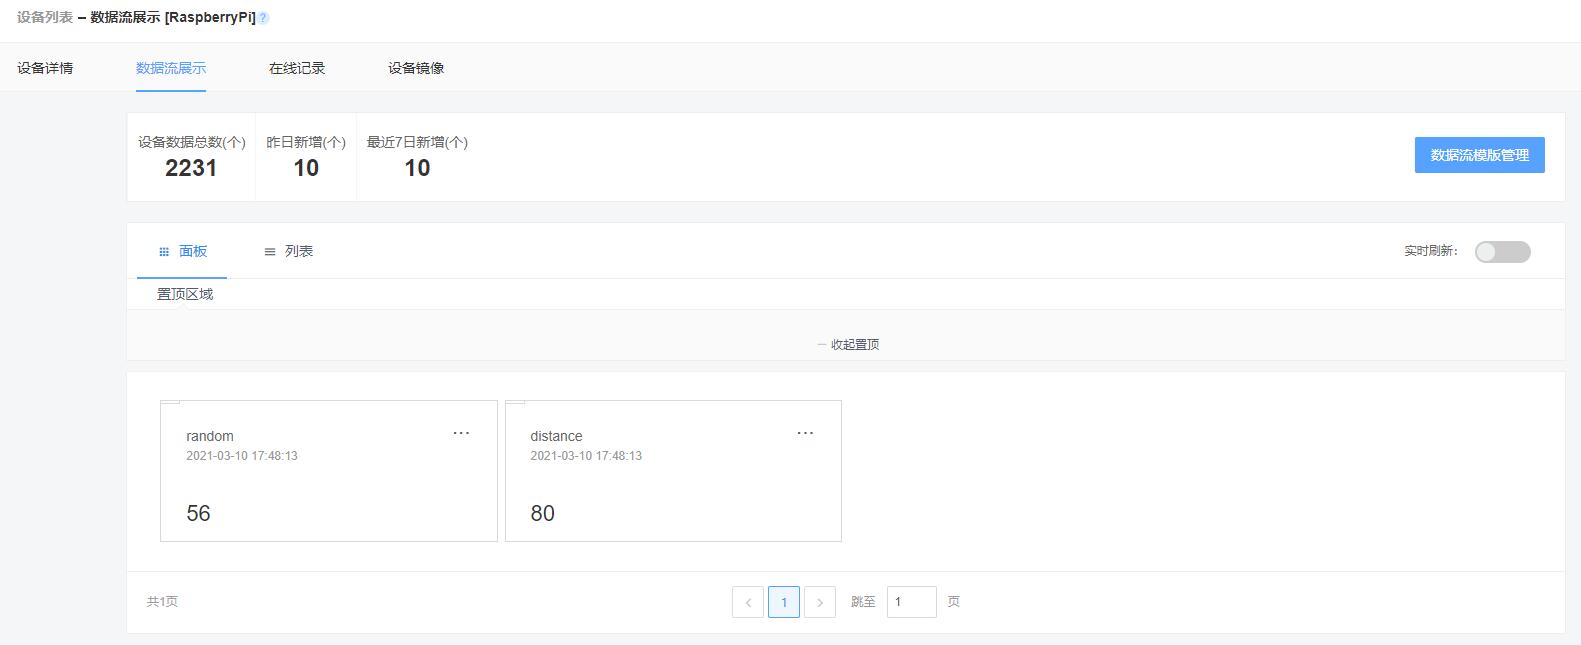 设备列表 – 数据流展示 [RaspberryPi] ?
设备详情 数据流展示 在线记录 设备镜像
设备数据总数(个) 昨日新增(个) 最近7日新增(个)
2231 10 10
数据流模版管理
面板 列表 实时刷新:
置顶区域
收起置顶
random ... distance ...
2021-03-10 17:48:13 2021-03-10 17:48:13
56 80
共1页 < 1 > 跳至 1 页